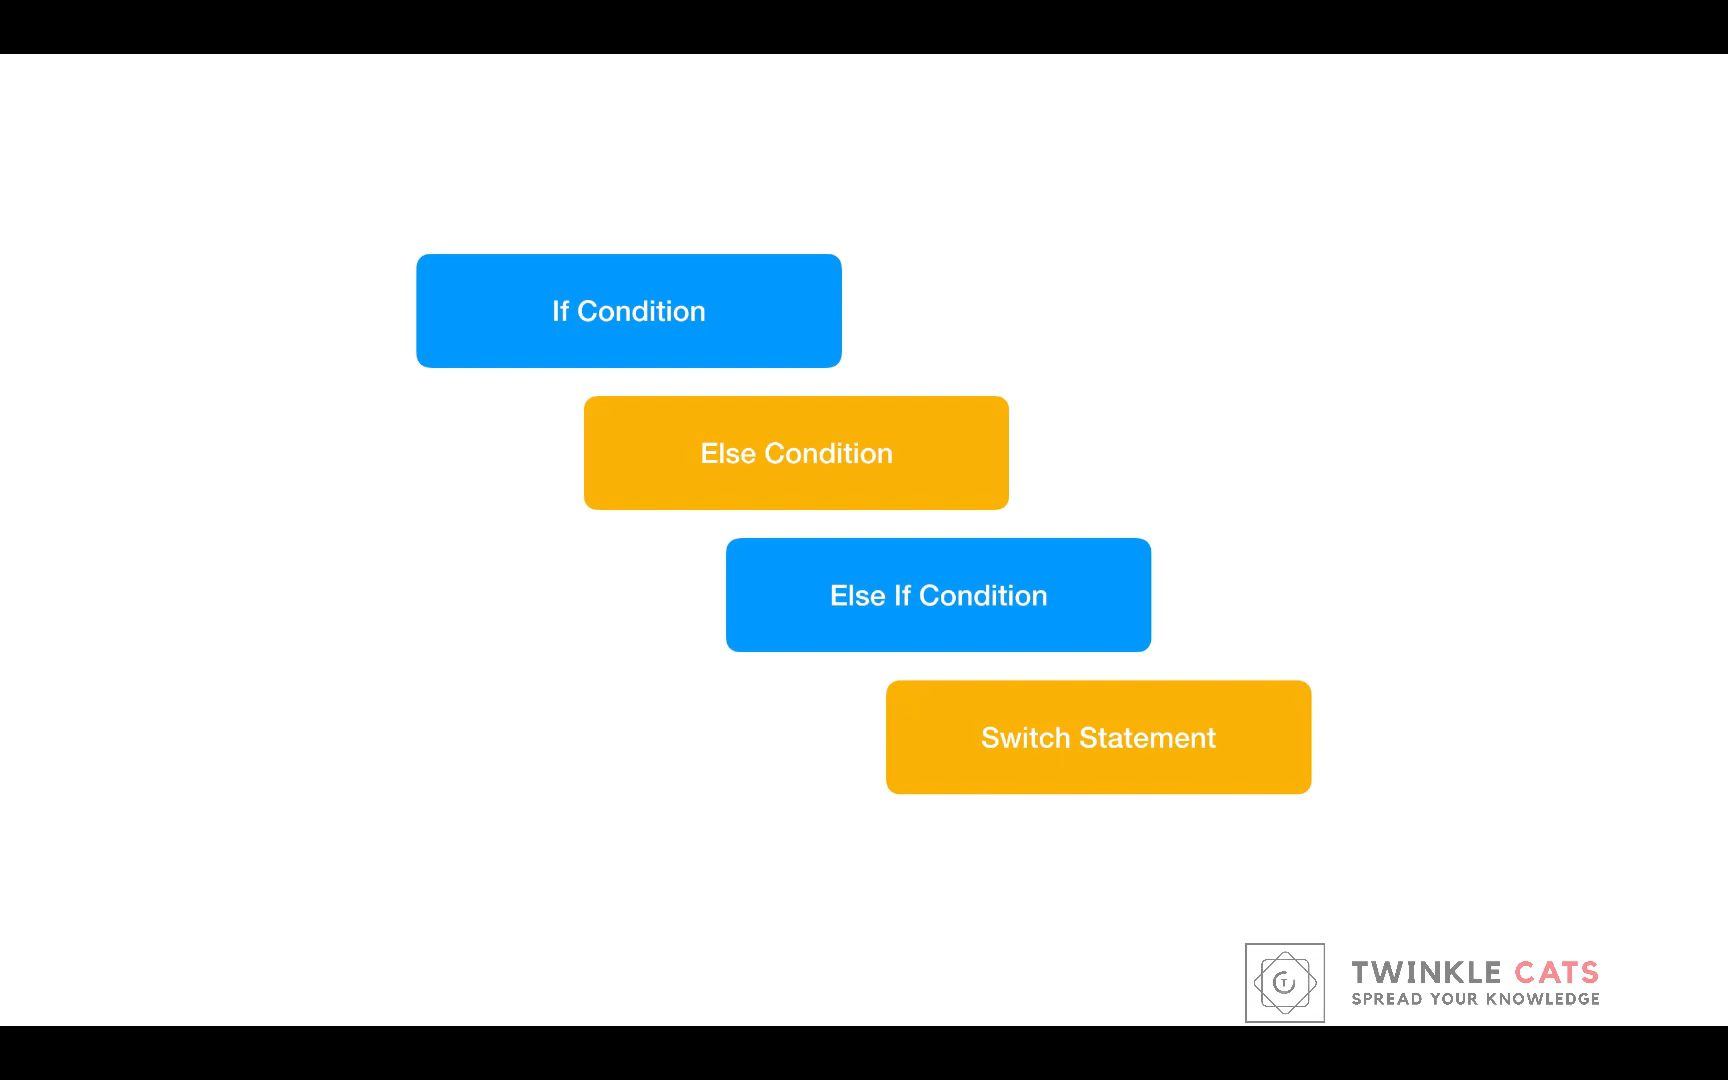 If Condition
Else Condition
Else If Condition
Switch Statement
T
TWINKLE CATS
SPREAD YOUR KNOWLEDGE